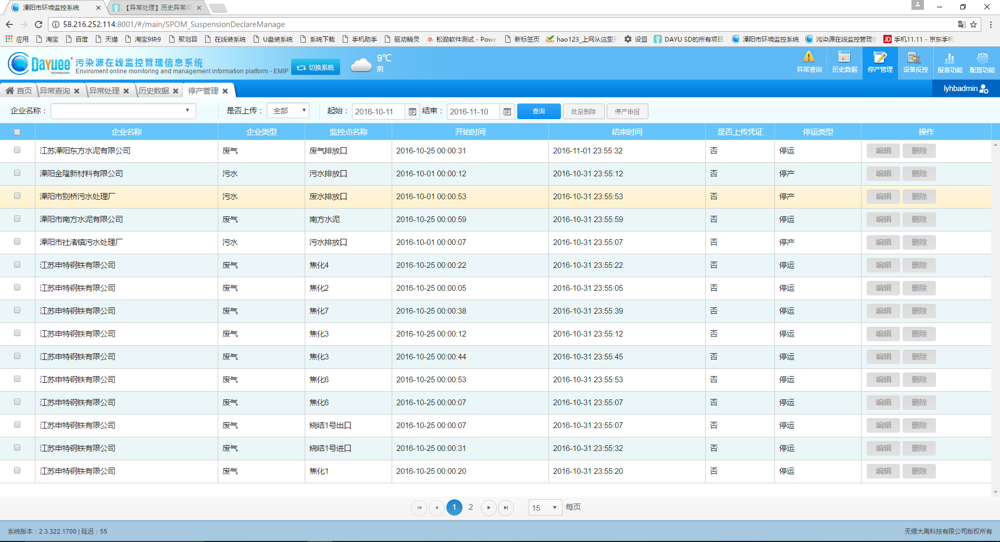 溧阳市环境监控系统 【异常处理】历史异常问
58.216.252.114:8001/#/main/SPOM_SuspensionDeclareManage
应用 淘宝 百度 天猫 淘宝9块9 聚划算 在线装系统 U盘装系统 系统下载 手机助手 驱动精灵 松勤软件测试 - Powe 新标签页 hao123_上网从这里开 设置 DAYU SD的所有项目 溧阳市环境监控系统 污染源在线监控管理信 JD 手机11.11 - 京东手机
Dayuee TECHNOLOGY 污染源在线监控管理信息系统
Enviroment online monitoring and management information platform - EMIP
切换系统 9℃ 阴
异常查询 历史数据 停产管理 设备反控 报表功能 配置功能
首页 异常查询 异常处理 历史数据 停产管理 lyhbadmin
企业名称： 是否上传： 全部 起始： 2016-10-11 结束： 2016-11-10 查询 批量删除 停产申报
企业名称 企业类型 监控点名称 开始时间 结束时间 是否上传凭证 停运类型 操作
江苏溧阳东方水泥有限公司 废气 废气排放口 2016-10-25 00:00:31 2016-11-01 23:55:32 否 停运 编辑 删除
溧阳金隆新材料有限公司 污水 污水排放口 2016-10-01 00:00:12 2016-10-31 23:55:12 否 停产 编辑 删除
溧阳市别桥污水处理厂 污水 废水排放口 2016-10-01 00:00:53 2016-10-31 23:55:53 否 停产 编辑 删除
溧阳市南方水泥有限公司 废气 南方水泥 2016-10-25 00:00:59 2016-10-31 23:55:59 否 停运 编辑 删除
溧阳市社渚镇污水处理厂 污水 污水排放口 2016-10-01 00:00:07 2016-10-31 23:55:07 否 停产 编辑 删除
江苏申特钢铁有限公司 废气 焦化4 2016-10-25 00:00:22 2016-10-31 23:55:22 否 停运 编辑 删除
江苏申特钢铁有限公司 废气 焦化2 2016-10-25 00:00:05 2016-10-31 23:55:05 否 停运 编辑 删除
江苏申特钢铁有限公司 废气 焦化7 2016-10-25 00:00:38 2016-10-31 23:55:39 否 停运 编辑 删除
江苏申特钢铁有限公司 废气 焦化3 2016-10-25 00:00:12 2016-10-31 23:55:12 否 停运 编辑 删除
江苏申特钢铁有限公司 废气 焦化3 2016-10-25 00:00:44 2016-10-31 23:55:45 否 停运 编辑 删除
江苏申特钢铁有限公司 废气 焦化6 2016-10-25 00:00:53 2016-10-31 23:55:53 否 停运 编辑 删除
江苏申特钢铁有限公司 废气 焦化6 2016-10-25 00:00:07 2016-10-31 23:55:07 否 停运 编辑 删除
江苏申特钢铁有限公司 废气 烧结1号出口 2016-10-25 00:00:07 2016-10-31 23:55:07 否 停运 编辑 删除
江苏申特钢铁有限公司 废气 烧结1号进口 2016-10-25 00:00:31 2016-10-31 23:55:32 否 停运 编辑 删除
江苏申特钢铁有限公司 废气 焦化1 2016-10-25 00:00:20 2016-10-31 23:55:20 否 停运 编辑 删除
1 2 15 每页
系统版本：2.3.322.1700 | 延迟：55 无锡大禹科技有限公司版权所有